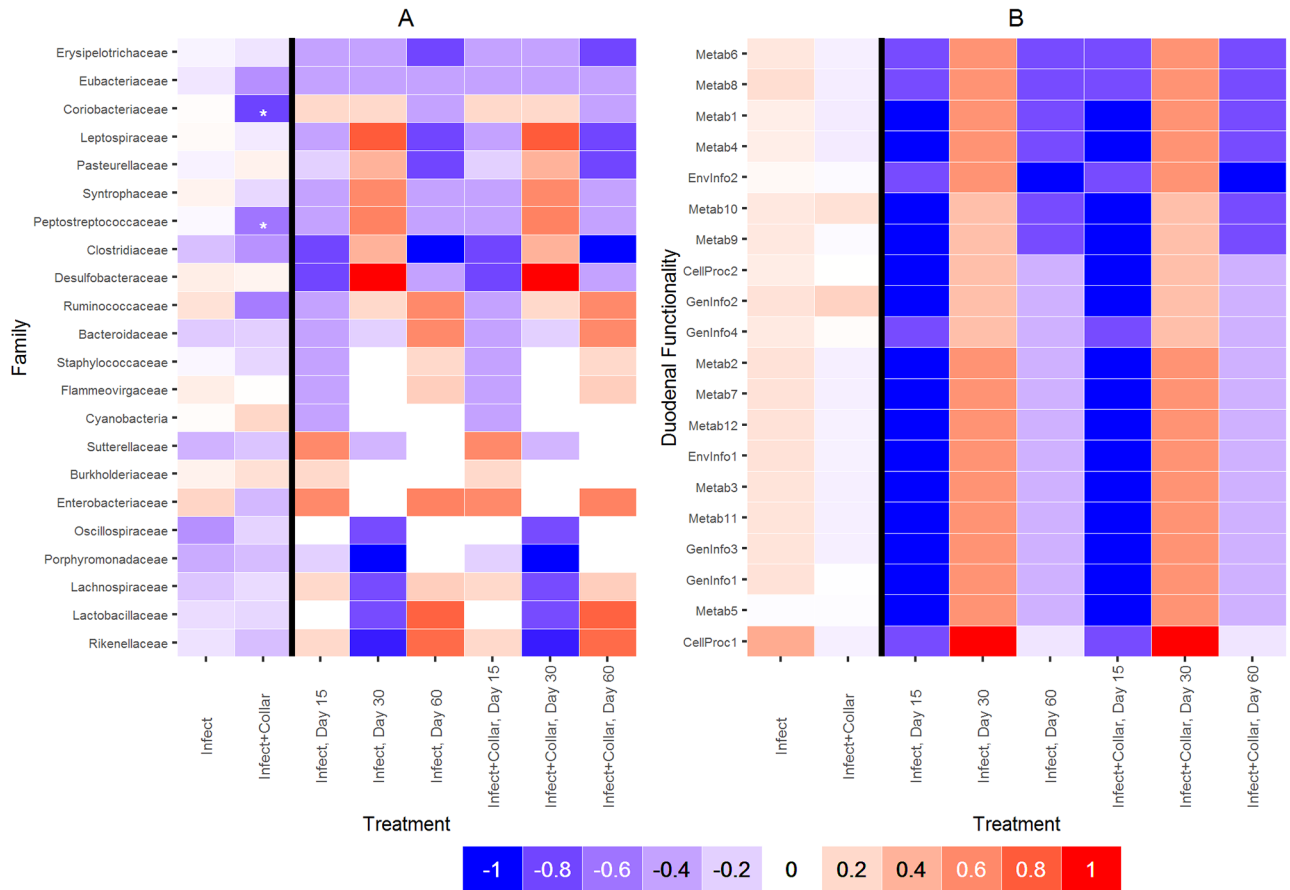 A
B
Family
Erysipelotrichaceae
Eubacteriaceae
Coriobacteriaceae
Leptospiraceae
Pasteurellaceae
Syntrophaceae
Peptostreptococcaceae
Clostridiaceae
Desulfobacteraceae
Ruminococcaceae
Bacteroidaceae
Staphylococcaceae
Flammeovirgaceae
Cyanobacteria
Sutterellaceae
Burkholderiaceae
Enterobacteriaceae
Oscillospiraceae
Porphyromonadaceae
Lachnospiraceae
Lactobacillaceae
Rikenellaceae
*
*
Infect
Infect+Collar
Infect, Day 15
Infect, Day 30
Infect, Day 60
Infect+Collar, Day 15
Infect+Collar, Day 30
Infect+Collar, Day 60
Treatment
Duodenal Functionality
Metab6
Metab8
Metab1
Metab4
EnvInfo2
Metab10
Metab9
CellProc2
GenInfo2
GenInfo4
Metab2
Metab7
Metab12
EnvInfo1
Metab3
Metab11
GenInfo3
GenInfo1
Metab5
CellProc1
Infect
Infect+Collar
Infect, Day 15
Infect, Day 30
Infect, Day 60
Infect+Collar, Day 15
Infect+Collar, Day 30
Infect+Collar, Day 60
Treatment
-1 -0.8 -0.6 -0.4 -0.2 0 0.2 0.4 0.6 0.8 1